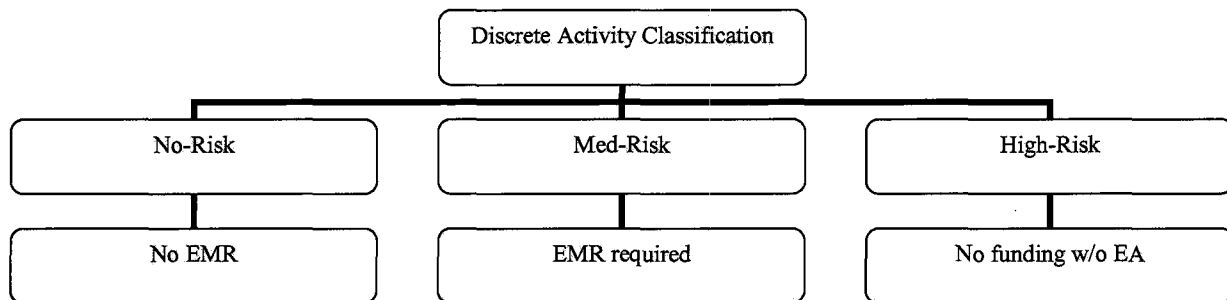 Discrete Activity Classification
No-Risk
Med-Risk
High-Risk
No EMR
EMR required
No funding w/o EA